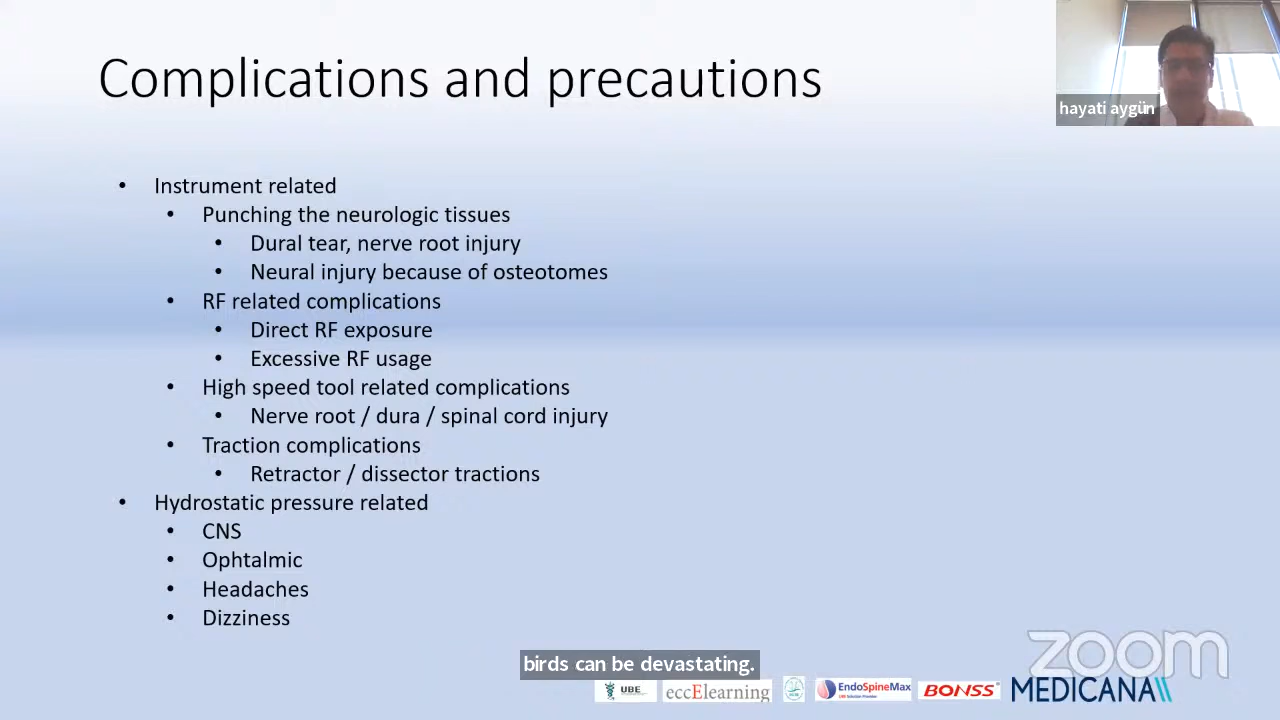 Complications and precautions
hayati aygün
• Instrument related
• Punching the neurologic tissues
• Dural tear, nerve root injury
• Neural injury because of osteotomes
• RF related complications
• Direct RF exposure
• Excessive RF usage
• High speed tool related complications
• Nerve root / dura / spinal cord injury
• Traction complications
• Retractor / dissector tractions
• Hydrostatic pressure related
• CNS
• Ophtalmic
• Headaches
• Dizziness
birds can be devastating.
zoom
UBE
eccElearning
EndoSpineMax
UBE Solution Provider
BONSS
MEDICANA